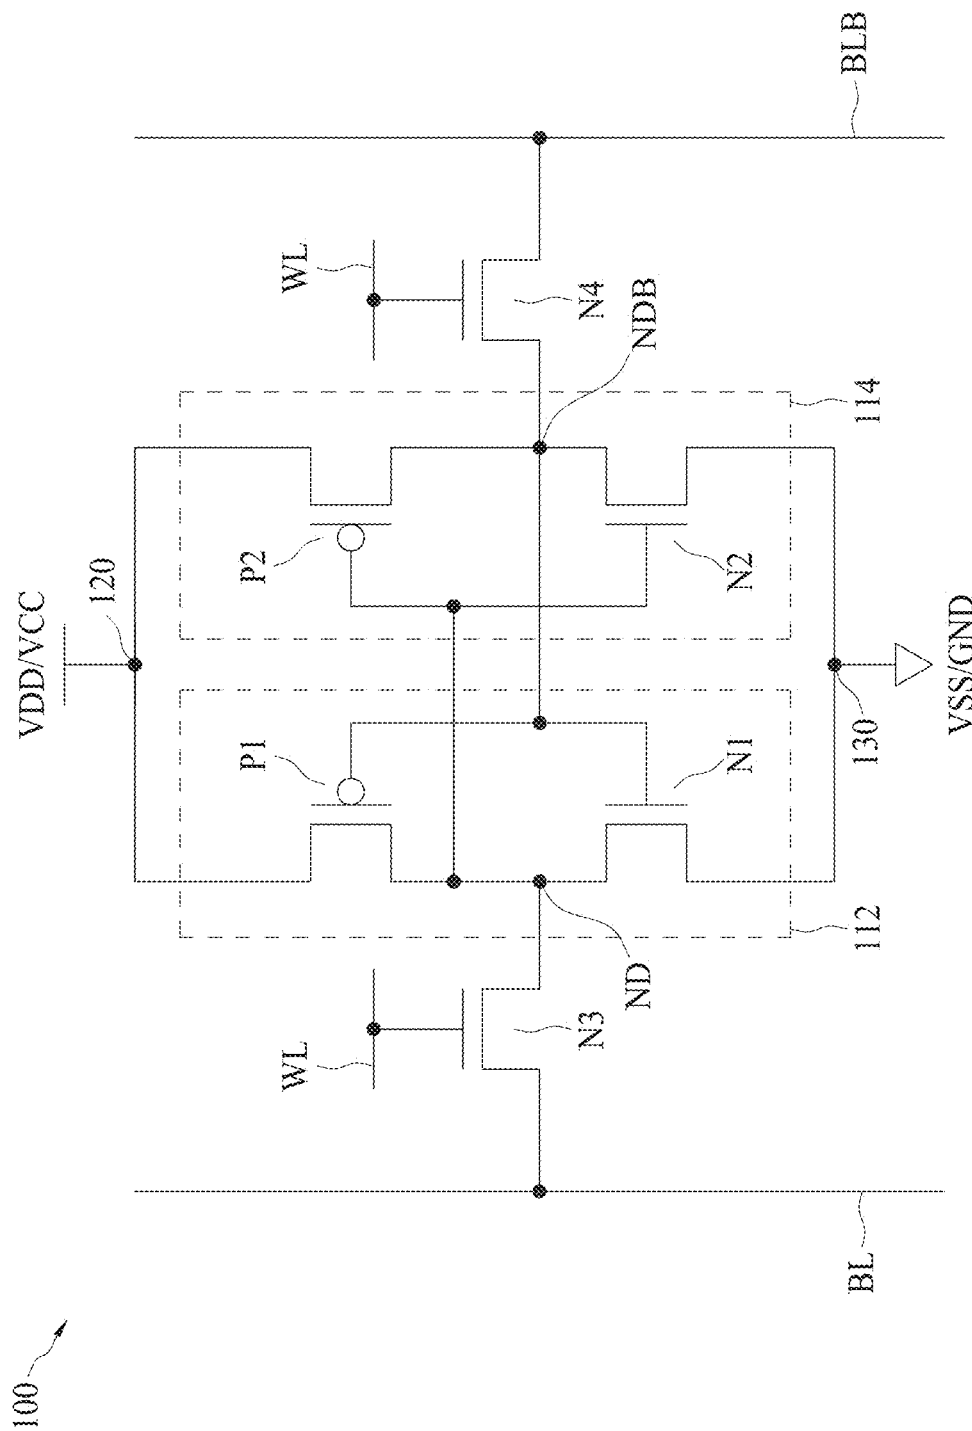 100
VDD/VCC
120
WL
WL
P1
P2
N3
N4
ND
NDB
N1
N2
BL
112
130
114
BLB
VSS/GND